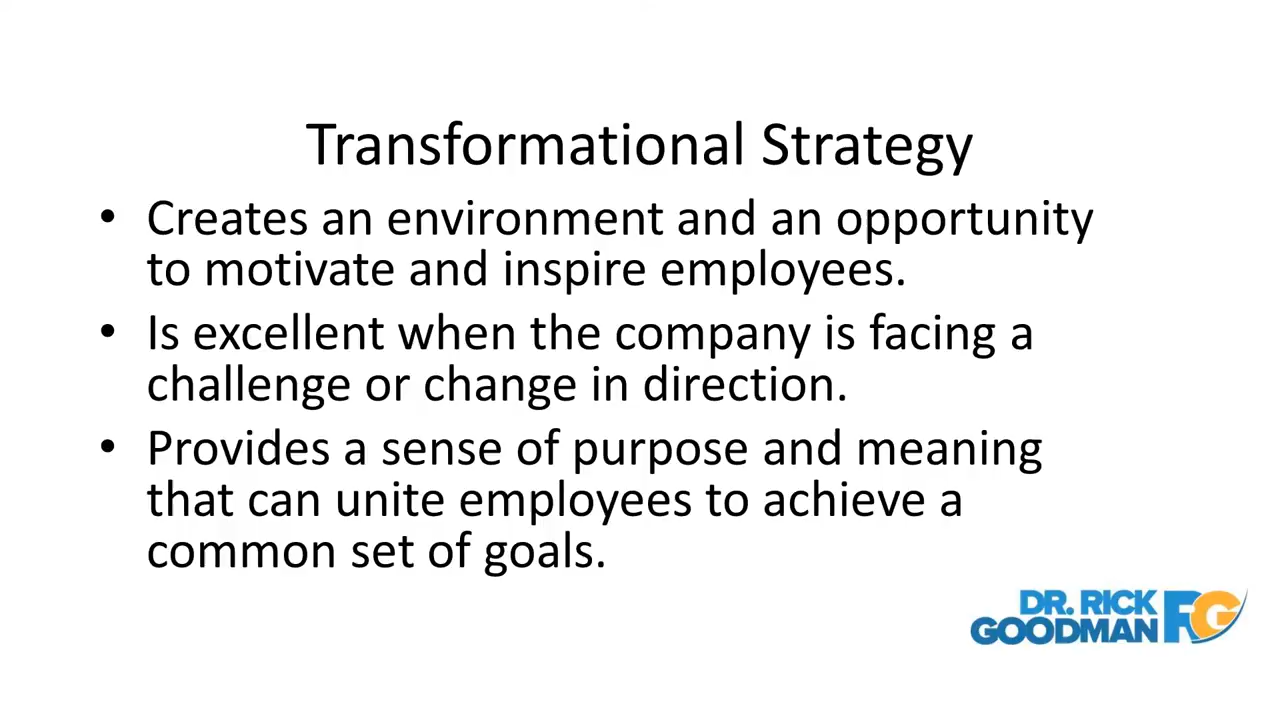 Transformational Strategy
• Creates an environment and an opportunity
to motivate and inspire employees.
• Is excellent when the company is facing a
challenge or change in direction.
• Provides a sense of purpose and meaning
that can unite employees to achieve a
common set of goals.
DR. RICK
GOODMAN RG